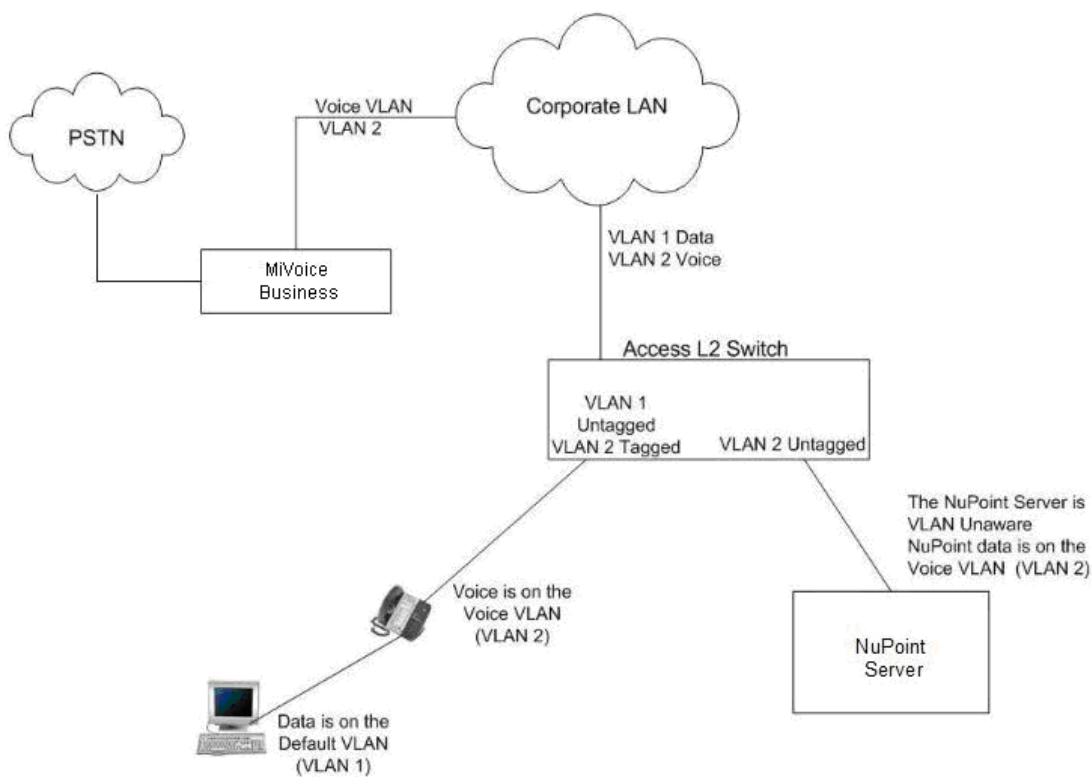 PSTN
Voice VLAN
VLAN 2
Corporate LAN
MiVoice
Business
VLAN 1 Data
VLAN 2 Voice
Access L2 Switch
VLAN 1
Untagged
VLAN 2 Tagged
VLAN 2 Untagged
The NuPoint Server is
VLAN Unaware
NuPoint data is on the
Voice VLAN (VLAN 2)
Voice is on the
Voice VLAN
(VLAN 2)
NuPoint
Server
Data is on the
Default VLAN
(VLAN 1)